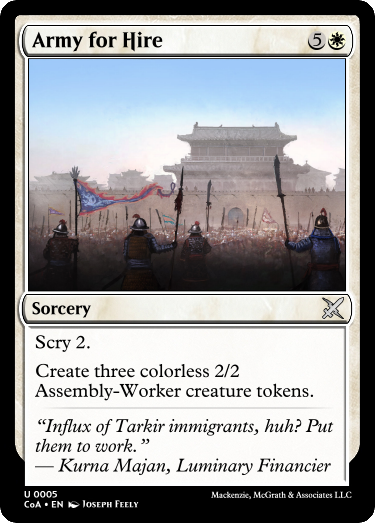 Army for Hire 5
Sorcery
Scry 2.
Create three colorless 2/2
Assembly-Worker creature tokens.
“Influx of Tarkir immigrants, huh? Put
them to work.”
— Kurna Majan, Luminary Financier
U 0005
CoA • EN Joseph Feely
Mackenzie, McGrath & Associates LLC